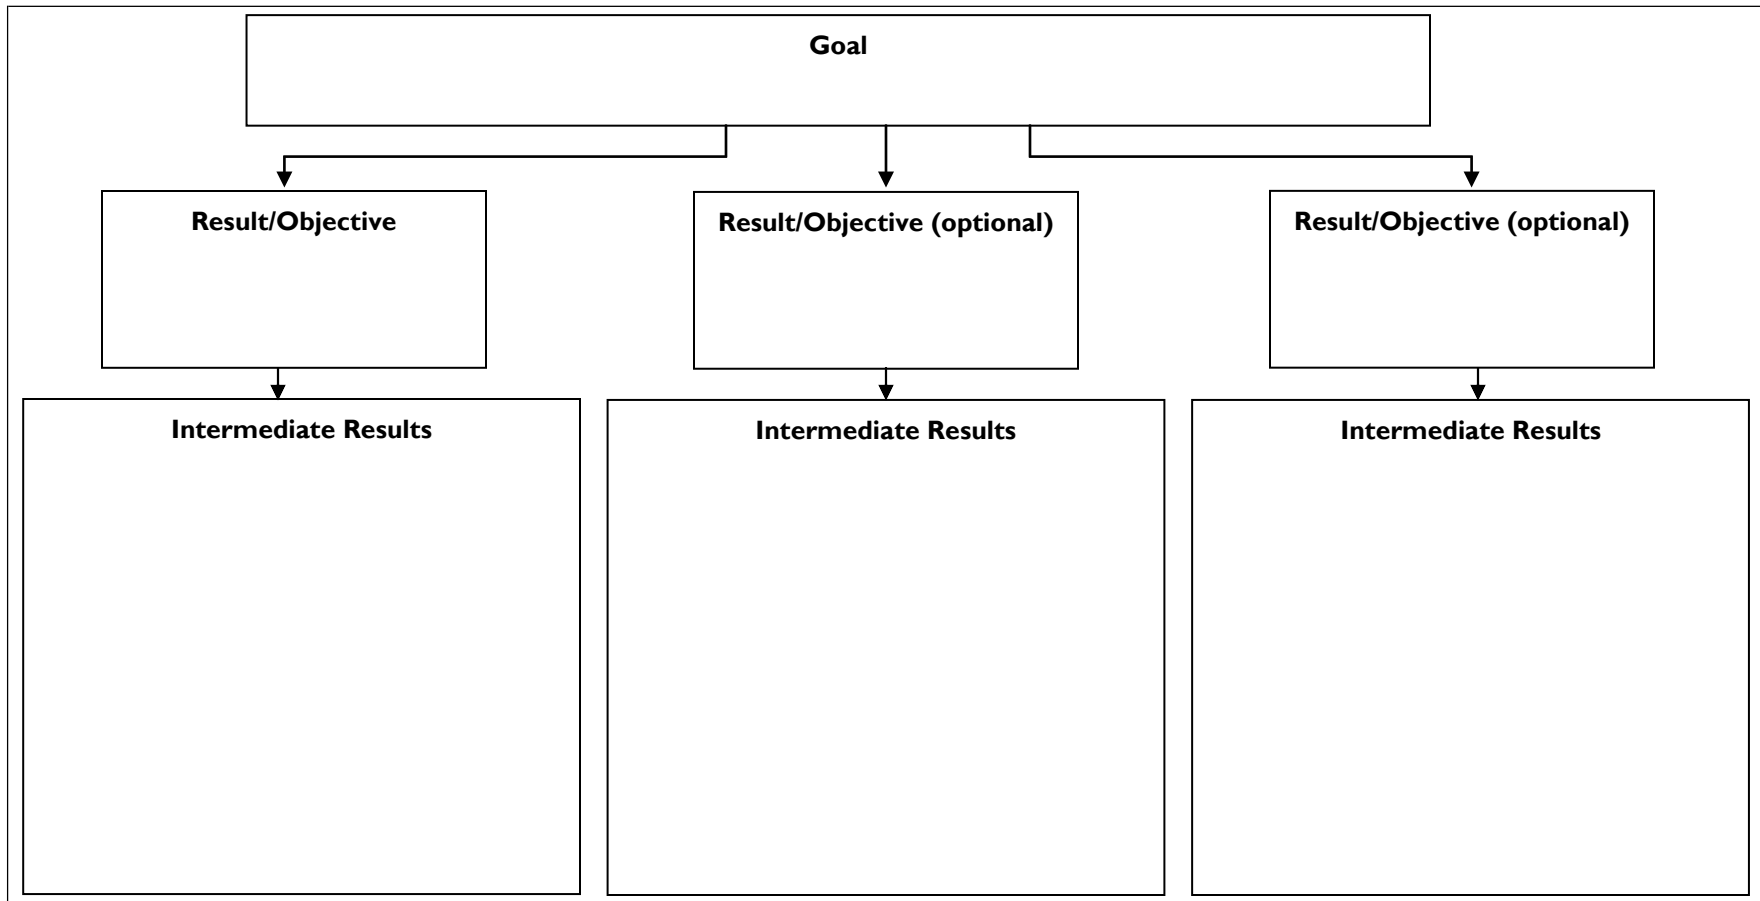 Goal
Result/Objective
Result/Objective (optional)
Result/Objective (optional)
Intermediate Results
Intermediate Results
Intermediate Results